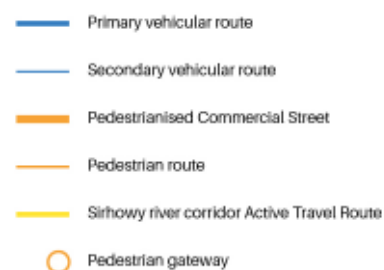 Primary vehicular route
Secondary vehicular route
Pedestrianised Commercial Street
Pedestrian route
Sirhowy river corridor Active Travel Route
Pedestrian gateway